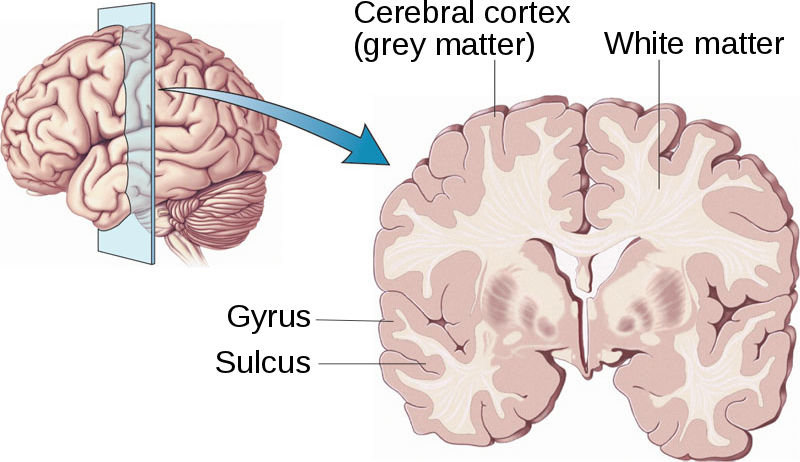 Cerebral cortex
(grey matter)
White matter
Gyrus
Sulcus